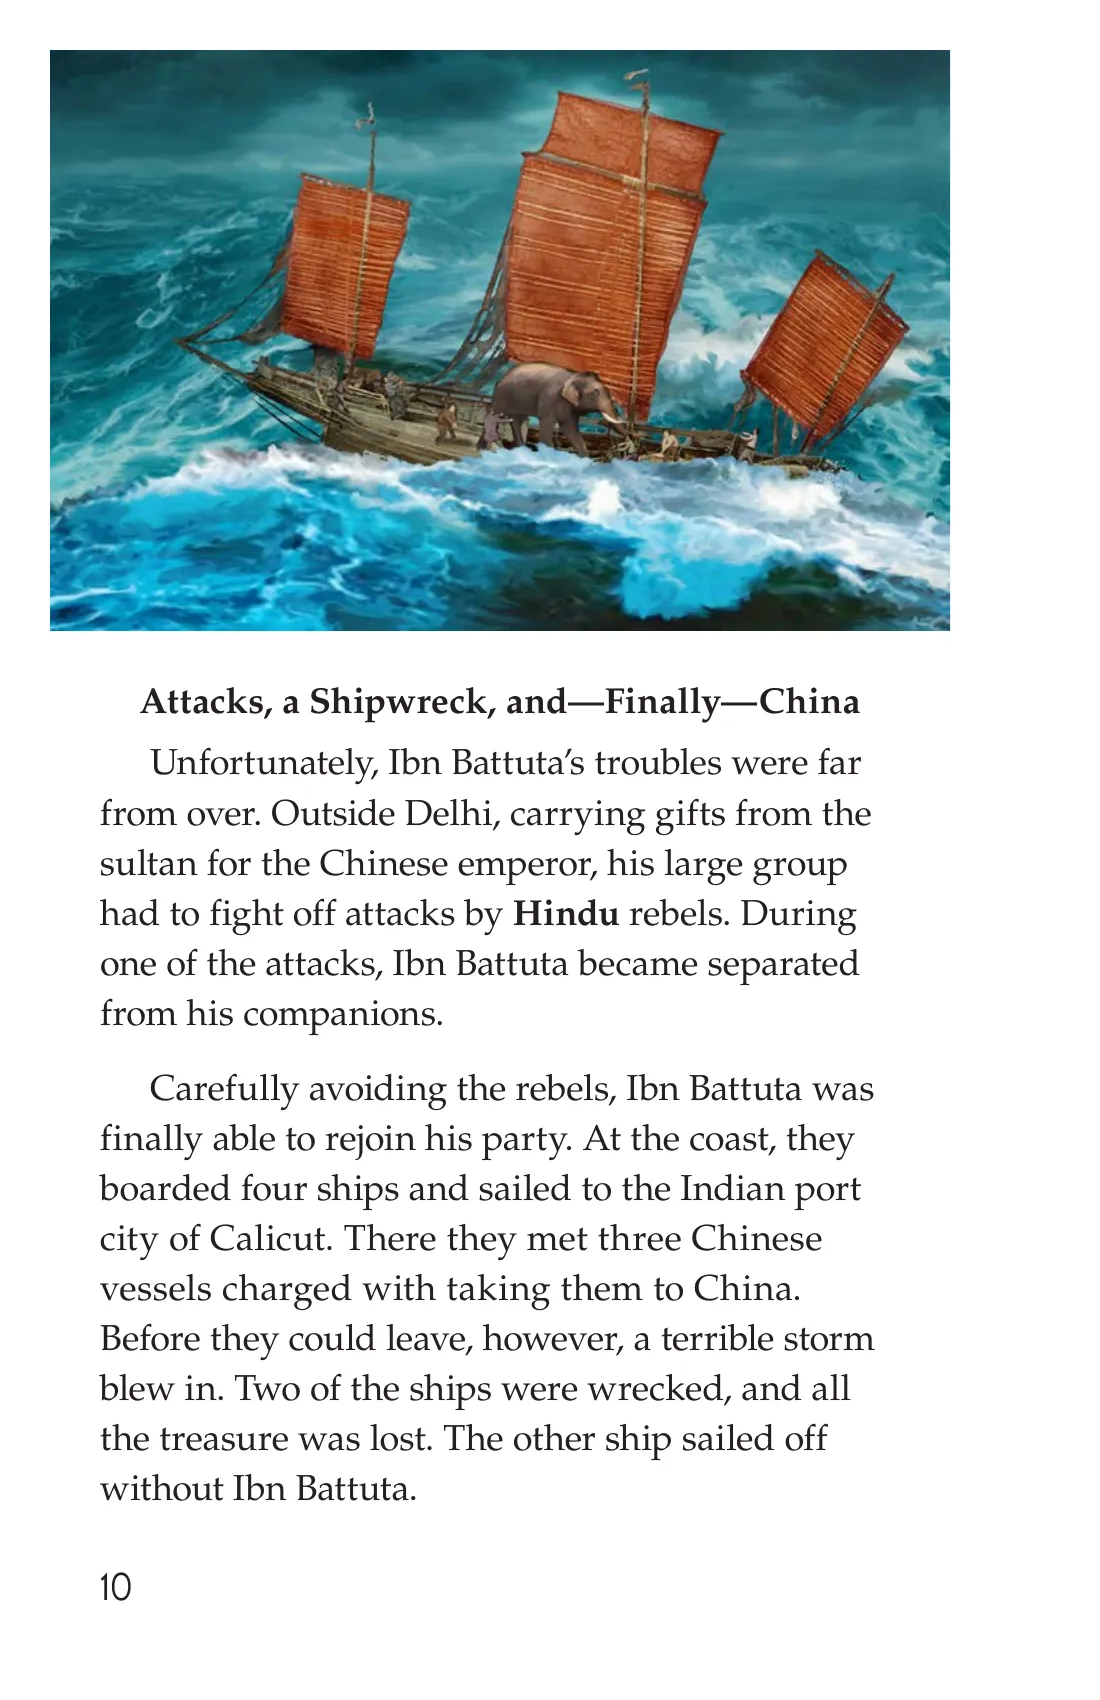 Attacks, a Shipwreck, and—Finally—China
Unfortunately, Ibn Battuta’s troubles were far
from over. Outside Delhi, carrying gifts from the
sultan for the Chinese emperor, his large group
had to fight off attacks by Hindu rebels. During
one of the attacks, Ibn Battuta became separated
from his companions.
Carefully avoiding the rebels, Ibn Battuta was
finally able to rejoin his party. At the coast, they
boarded four ships and sailed to the Indian port
city of Calicut. There they met three Chinese
vessels charged with taking them to China.
Before they could leave, however, a terrible storm
blew in. Two of the ships were wrecked, and all
the treasure was lost. The other ship sailed off
without Ibn Battuta.
10